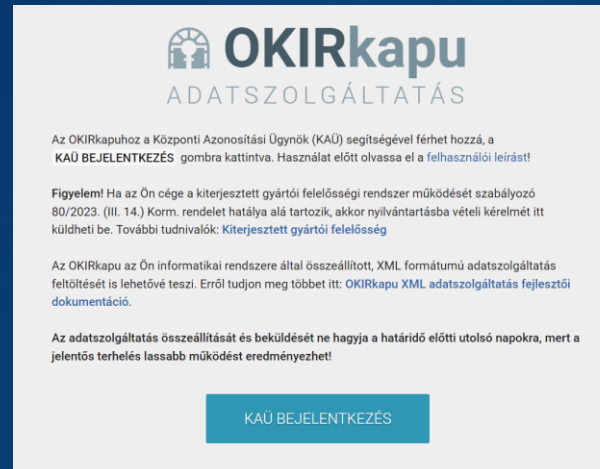 OKIRkapu
ADATSZOLGÁLTATÁS
Az OKIRkapuhoz a Központi Azonosítási Ügynök (KAÜ) segítségével férhet hozzá, a
KAÜ BEJELENTKEZÉS gombra kattintva. Használat előtt olvassa el a felhasználói leírást!
Figyelem! Ha az Ön cége a kiterjesztett gyártói felelősségi rendszer működését szabályozó
80/2023. (III. 14.) Korm. rendelet hatálya alá tartozik, akkor nyilvántartásba vételi kérelmét itt
küldheti be. További tudnivalók: Kiterjesztett gyártói felelősség
Az OKIRkapu az Ön informatikai rendszere által összeállított, XML formátumú adatszolgáltatás
feltöltését is lehetővé teszi. Erről tudjon meg többet itt: OKIRkapu XML adatszolgáltatás fejlesztői
dokumentáció.
Az adatszolgáltatás összeállítását és beküldését ne hagyja a határidő előtti utolsó napokra, mert a
jelentős terhelés lassabb működést eredményezhet!
KAÜ BEJELENTKEZÉS